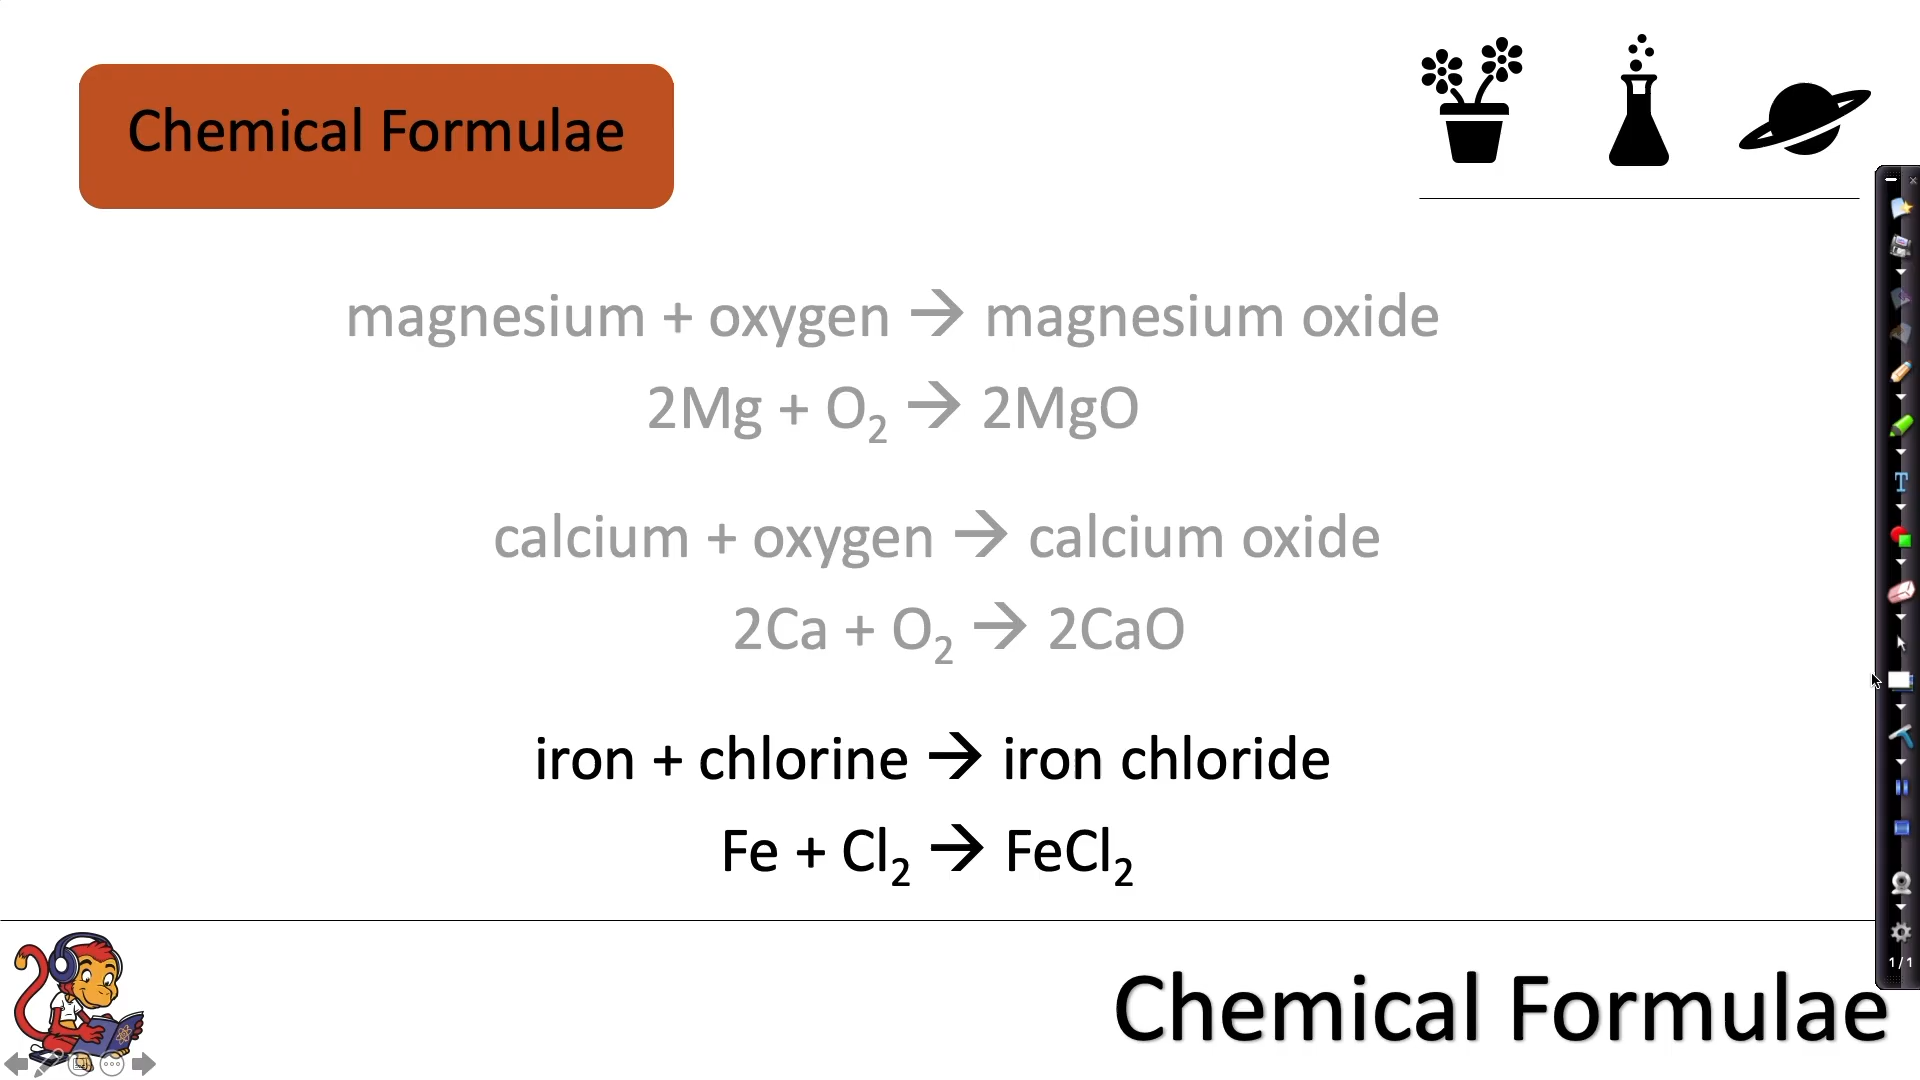 Chemical Formulae
magnesium + oxygen → magnesium oxide
2Mg + O₂ → 2MgO
calcium + oxygen → calcium oxide
2Ca + O₂ → 2CaO
iron + chlorine → iron chloride
Fe + Cl₂ → FeCl₂
T
1/1
Chemical Formulae